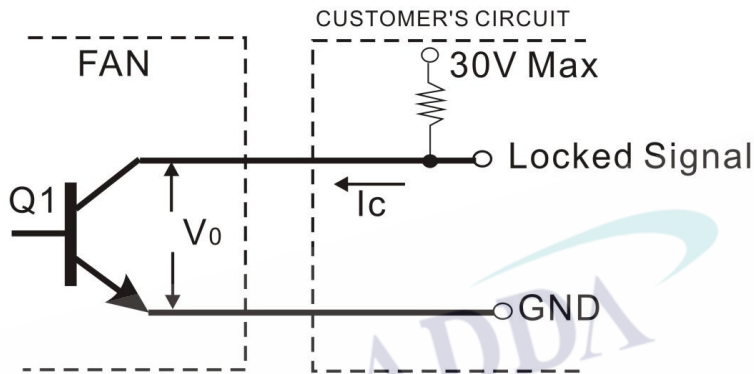 CUSTOMER'S CIRCUIT
FAN
30V Max
Locked Signal
Q1
Ic
V0
GND
ADDA